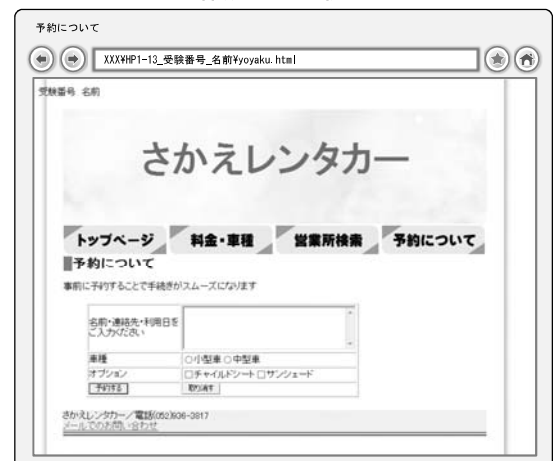 予約について
XXX¥HP1-13_受験番号_名前¥yoyaku.html
受験番号 名前
さかえレンタカー
トップページ 料金・車種 営業所検索 予約について
予約について
事前に予約することで手続きがスムーズになります
名前・連絡先・利用日を
ご入力ください
車種 ○小型車 ○中型車
オプション □チャイルドシート □サンシェード
予約する 取り消す
さかえレンタカー／電話(052)936-3817
メールでのお問い合わせ